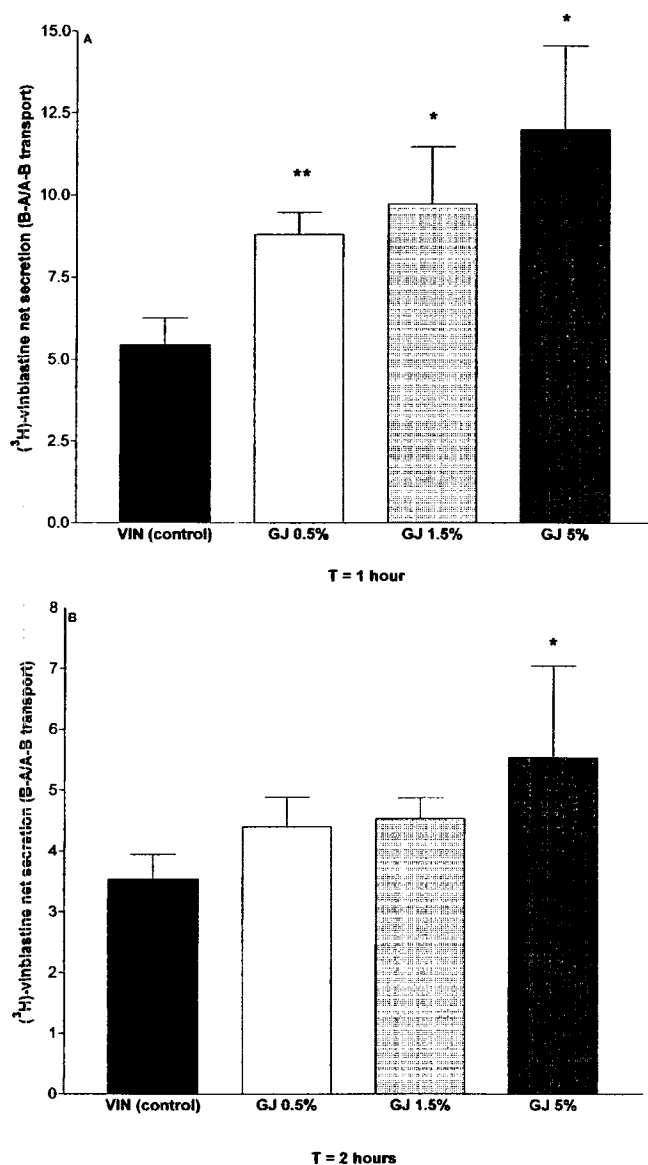 A
(³H)-vinblastine net secretion (B-A/A-B transport)
15.0
12.5
10.0
7.5
5.0
2.5
0.0
**
*
*
VIN (control) GJ 0.5% GJ 1.5% GJ 5%
T = 1 hour
B
(³H)-vinblastine net secretion (B-A/A-B transport)
8
7
6
5
4
3
2
1
0
*
VIN (control) GJ 0.5% GJ 1.5% GJ 5%
T = 2 hours